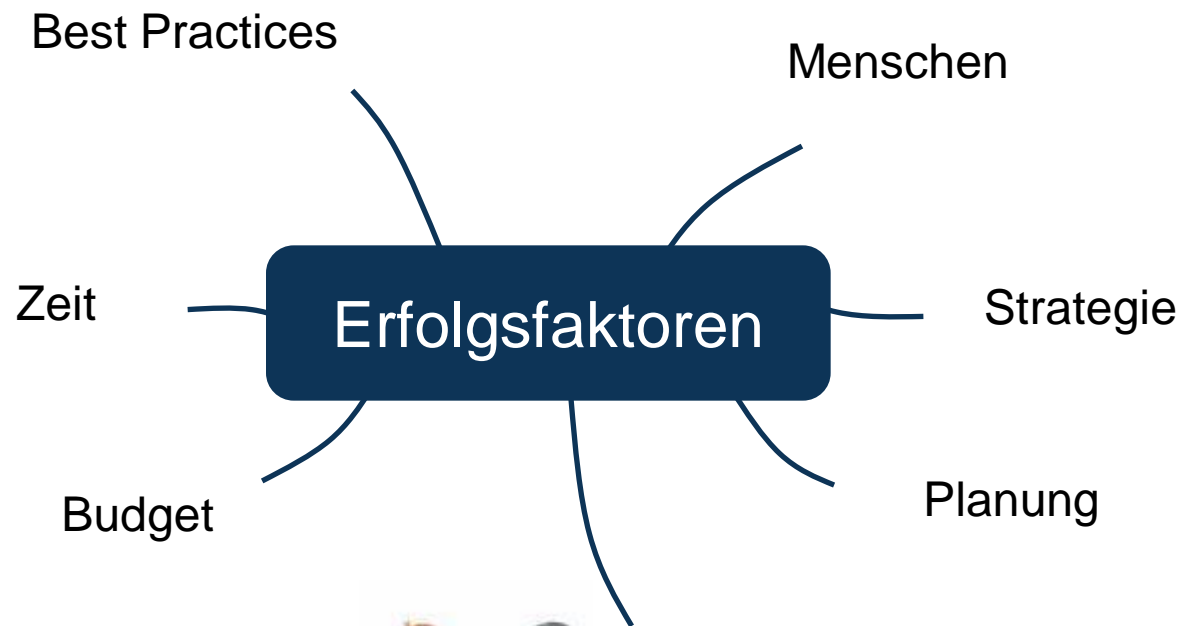 Best Practices
Menschen
Zeit
Erfolgsfaktoren
Strategie
Budget
Planung